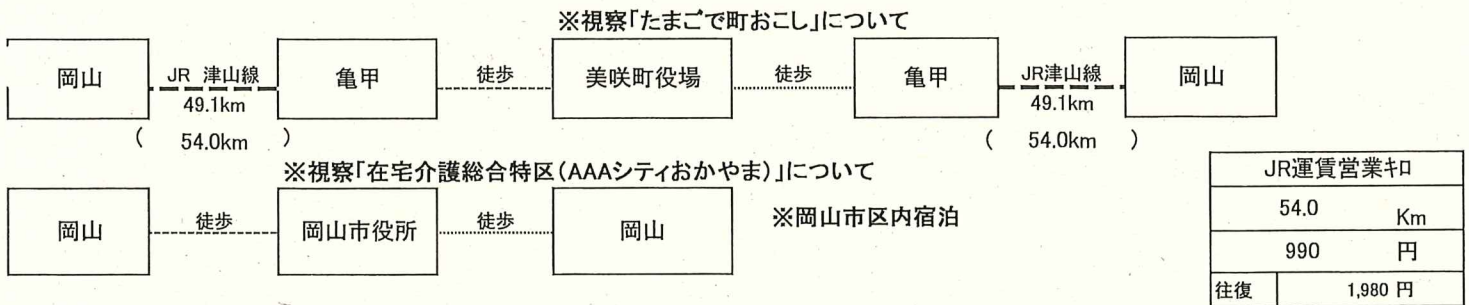 ※視察「たまごで町おこし」について
岡山 JR 津山線 亀甲 徒歩 美咲町役場 徒歩 亀甲 JR津山線 岡山
49.1km 49.1km
( 54.0km ) ( 54.0km )
※視察「在宅介護総合特区(AAAシティおかやま)」について
岡山 徒歩 岡山市役所 徒歩 岡山 ※岡山市区内宿泊
JR運賃営業キロ
54.0 Km
990 円
往復 1,980 円